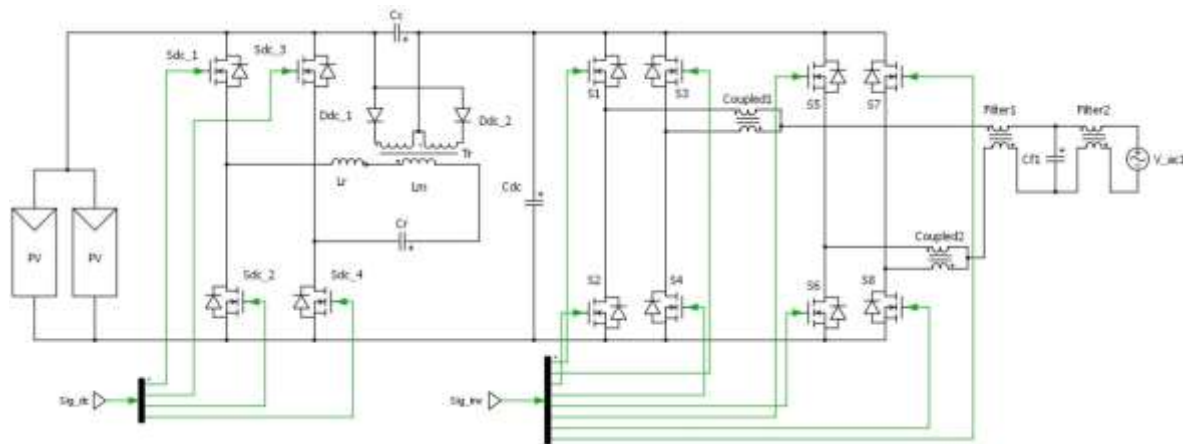 Cc
Sdc_1
Sdc_3
S1
S3
S5
S7
Coupled1
Filter1
Filter2
Ddc_1
Ddc_2
Tr
Lr
Lm
Cdc
Cf1
V_ac1
PV
PV
Cr
Coupled2
Sdc_2
Sdc_4
S2
S4
S6
S8
Sig_dc
Sig_inv